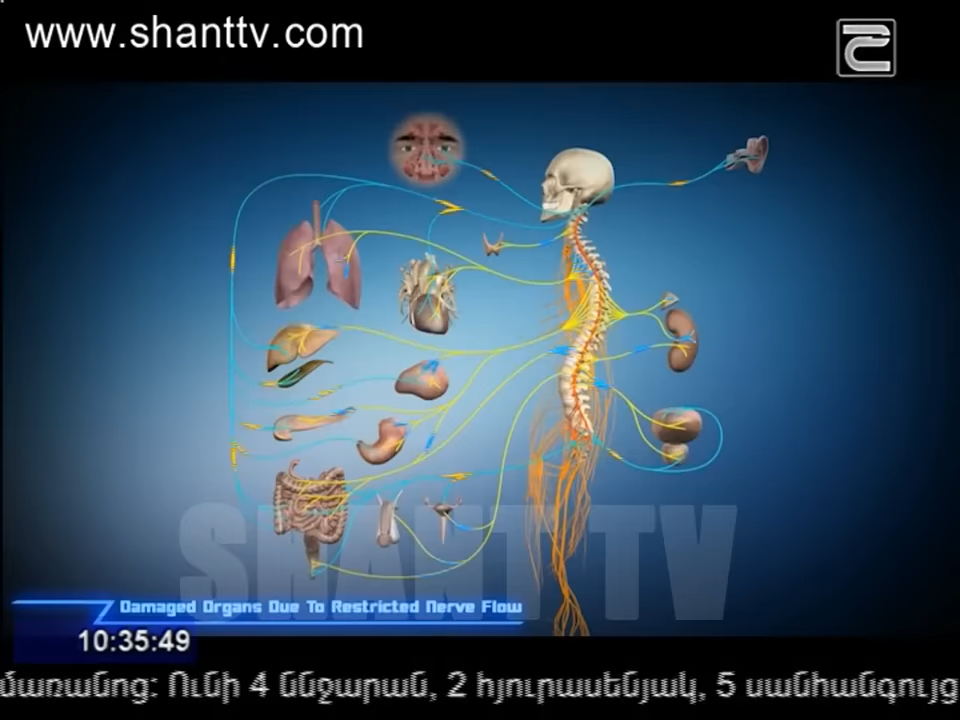 www.shanttv.com
SHANT TV
Damaged Organs Due To Restricted Nerve Flow
10:35:49
մառանոց: Ունի 4 ննջարան, 2 հյուրասենյակ, 5 սանհանգույց